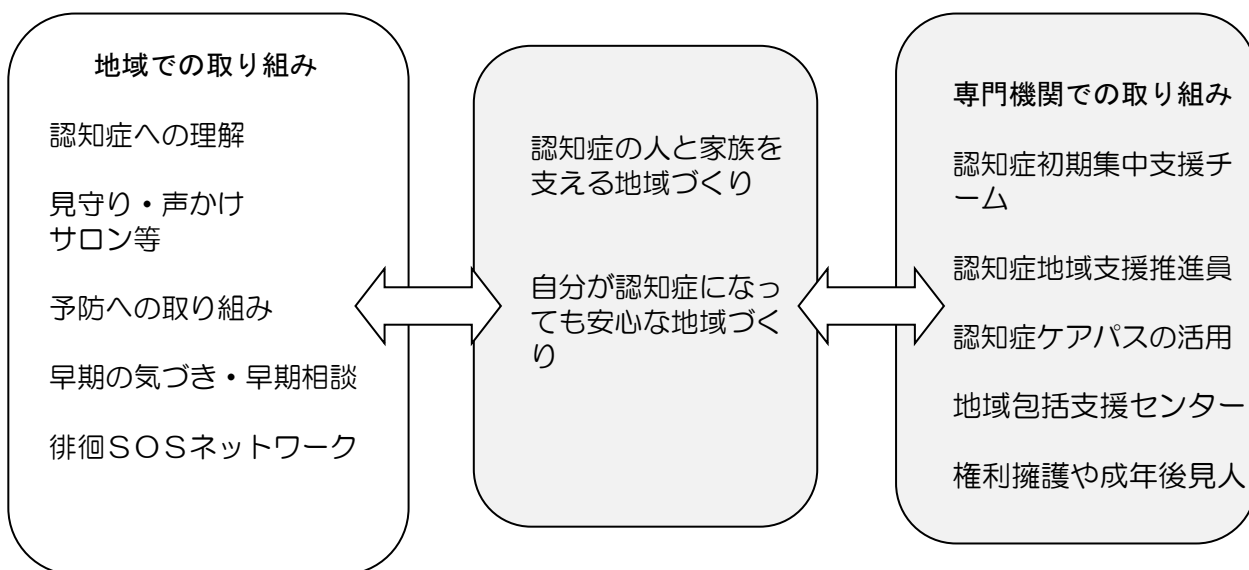 地域での取り組み
認知症への理解
見守り・声かけ
サロン等
予防への取り組み
早期の気づき・早期相談
徘徊ＳＯＳネットワーク
認知症の人と家族を
支える地域づくり
自分が認知症になっ
ても安心な地域づく
り
専門機関での取り組み
認知症初期集中支援チ
ーム
認知症地域支援推進員
認知症ケアパスの活用
地域包括支援センター
権利擁護や成年後見人